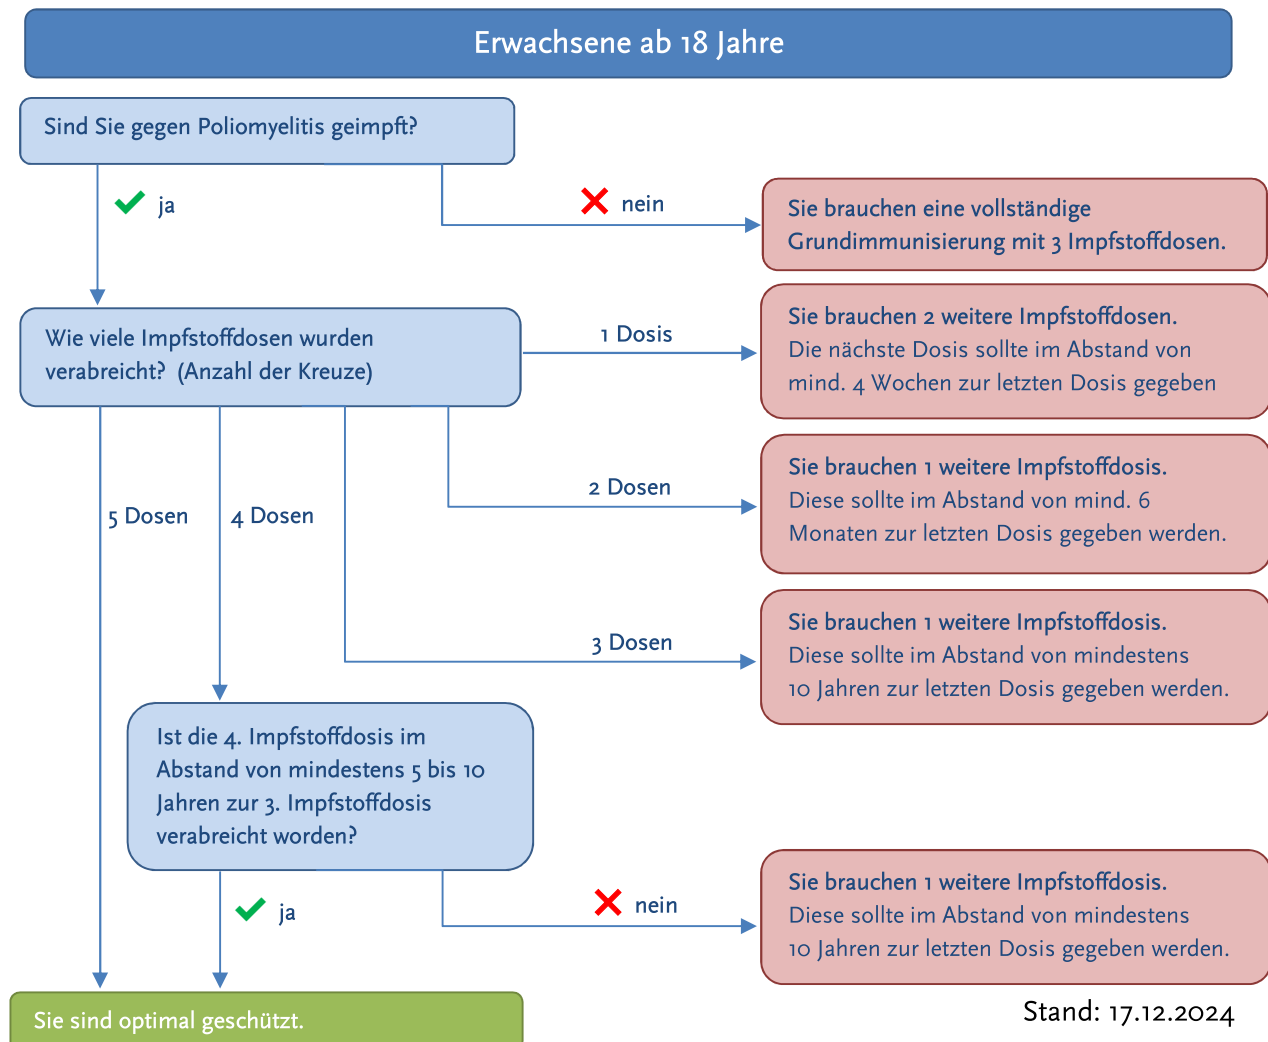 Erwachsene ab 18 Jahre
Sind Sie gegen Poliomyelitis geimpft?
ja
nein
Sie brauchen eine vollständige
Grundimmunisierung mit 3 Impfstoffdosen.
Wie viele Impfstoffdosen wurden
verabreicht? (Anzahl der Kreuze)
1 Dosis
Sie brauchen 2 weitere Impfstoffdosen.
Die nächste Dosis sollte im Abstand von
mind. 4 Wochen zur letzten Dosis gegeben
2 Dosen
Sie brauchen 1 weitere Impfstoffdosis.
Diese sollte im Abstand von mind. 6
Monaten zur letzten Dosis gegeben werden.
5 Dosen
4 Dosen
3 Dosen
Sie brauchen 1 weitere Impfstoffdosis.
Diese sollte im Abstand von mindestens
10 Jahren zur letzten Dosis gegeben werden.
Ist die 4. Impfstoffdosis im
Abstand von mindestens 5 bis 10
Jahren zur 3. Impfstoffdosis
verabreicht worden?
ja
nein
Sie brauchen 1 weitere Impfstoffdosis.
Diese sollte im Abstand von mindestens
10 Jahren zur letzten Dosis gegeben werden.
Sie sind optimal geschützt.
Stand: 17.12.2024